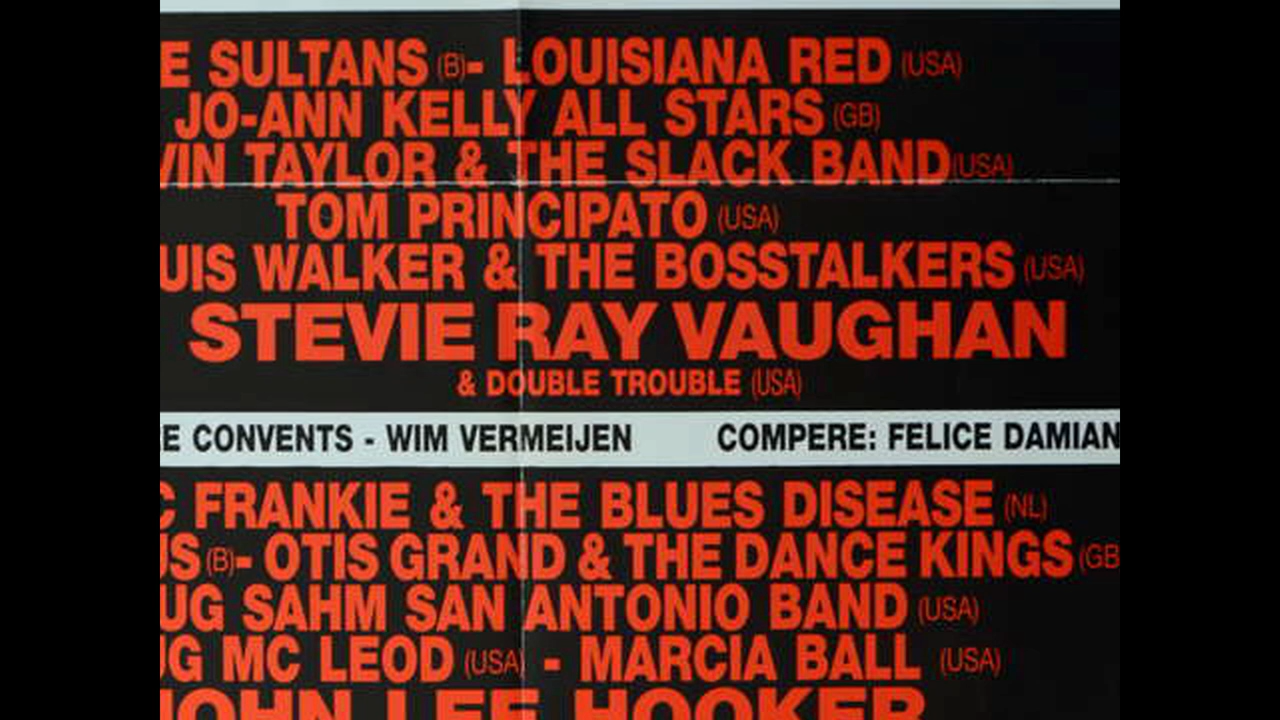 E SULTANS (B)- LOUISIANA RED (USA)
JO-ANN KELLY ALL STARS (GB)
VIN TAYLOR & THE SLACK BAND (USA)
TOM PRINCIPATO (USA)
UIS WALKER & THE BOSSTALKERS (USA)
STEVIE RAY VAUGHAN
& DOUBLE TROUBLE (USA)
E CONVENTS - WIM VERMEIJEN COMPERE: FELICE DAMIAN
C FRANKIE & THE BLUES DISEASE (NL)
US (B)- OTIS GRAND & THE DANCE KINGS (GB
UG SAHM SAN ANTONIO BAND (USA)
UG MC LEOD (USA) - MARCIA BALL (USA)
JOHN LEE HOOKER